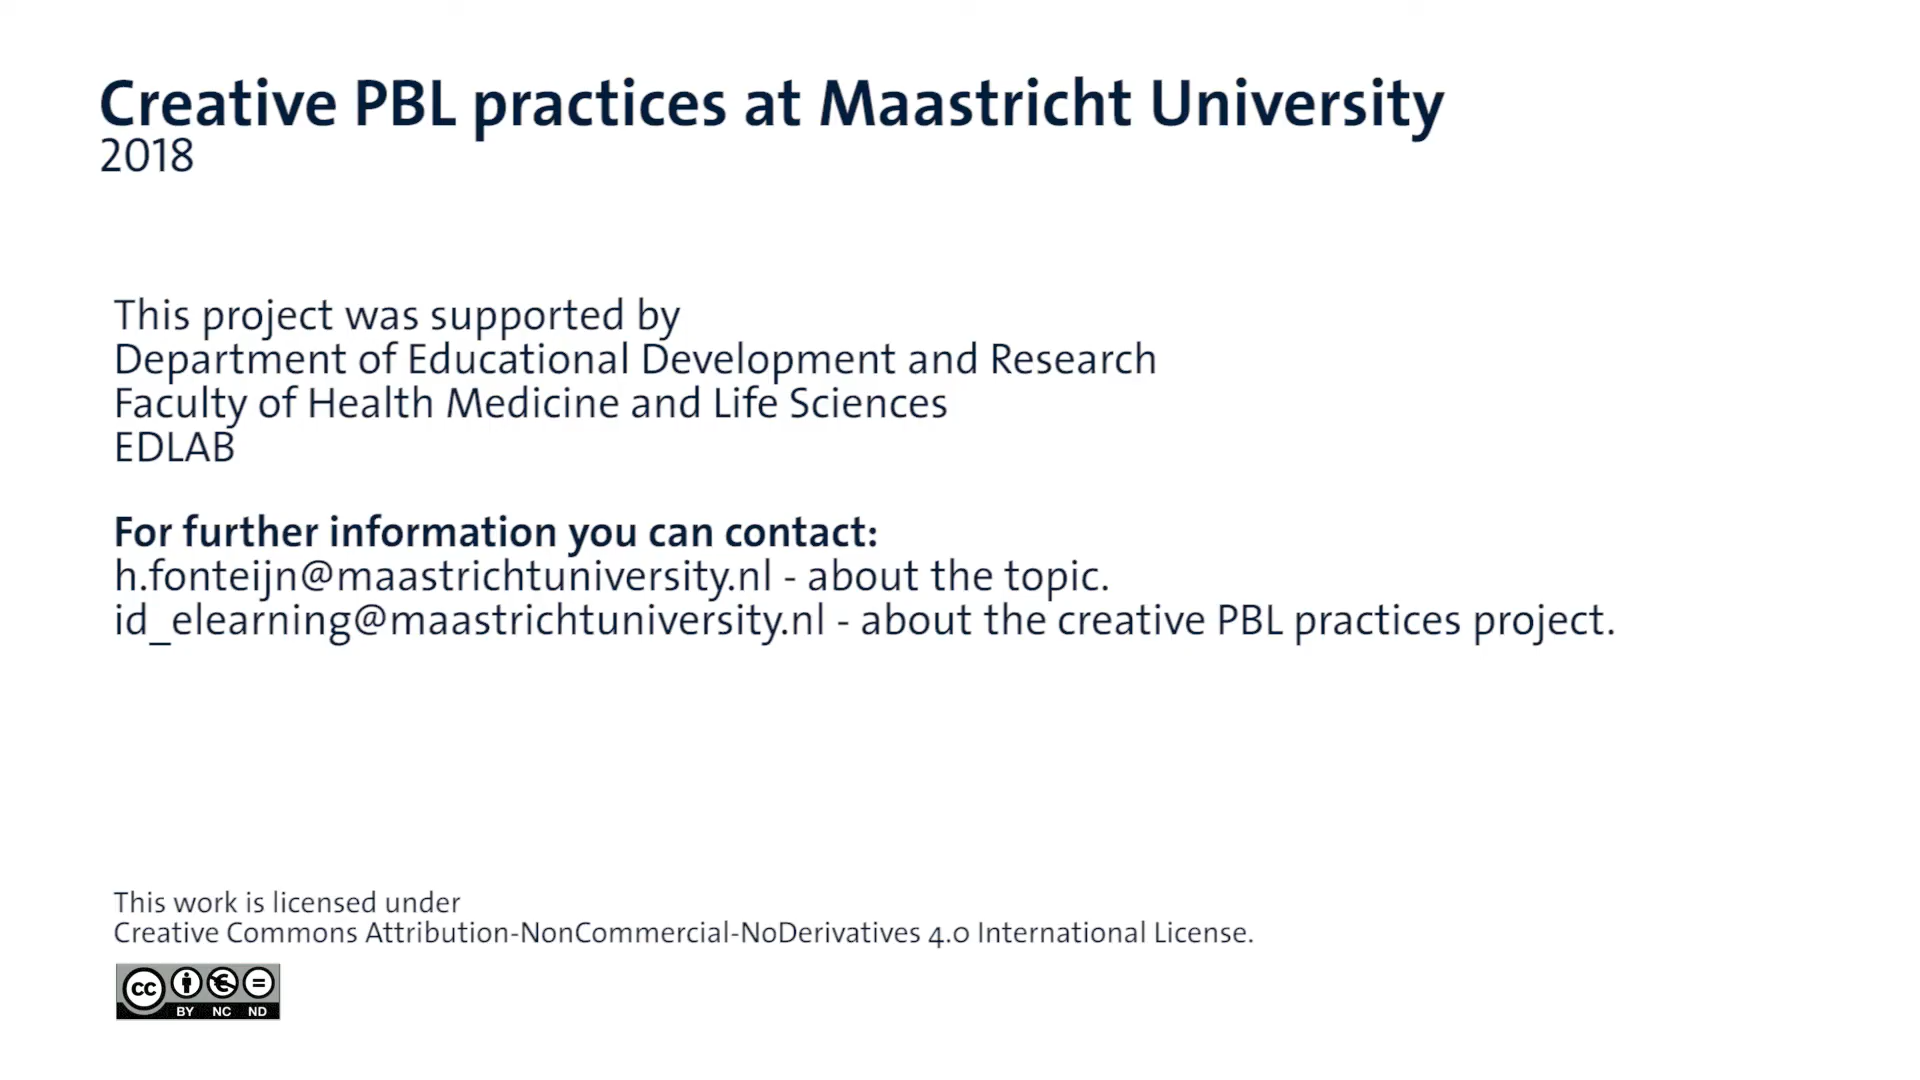 Creative PBL practices at Maastricht University
2018
This project was supported by
Department of Educational Development and Research
Faculty of Health Medicine and Life Sciences
EDLAB
For further information you can contact:
h.fonteijn@maastrichtuniversity.nl - about the topic.
id_elearning@maastrichtuniversity.nl - about the creative PBL practices project.
This work is licensed under
Creative Commons Attribution-NonCommercial-NoDerivatives 4.0 International License.
cc BY NC ND